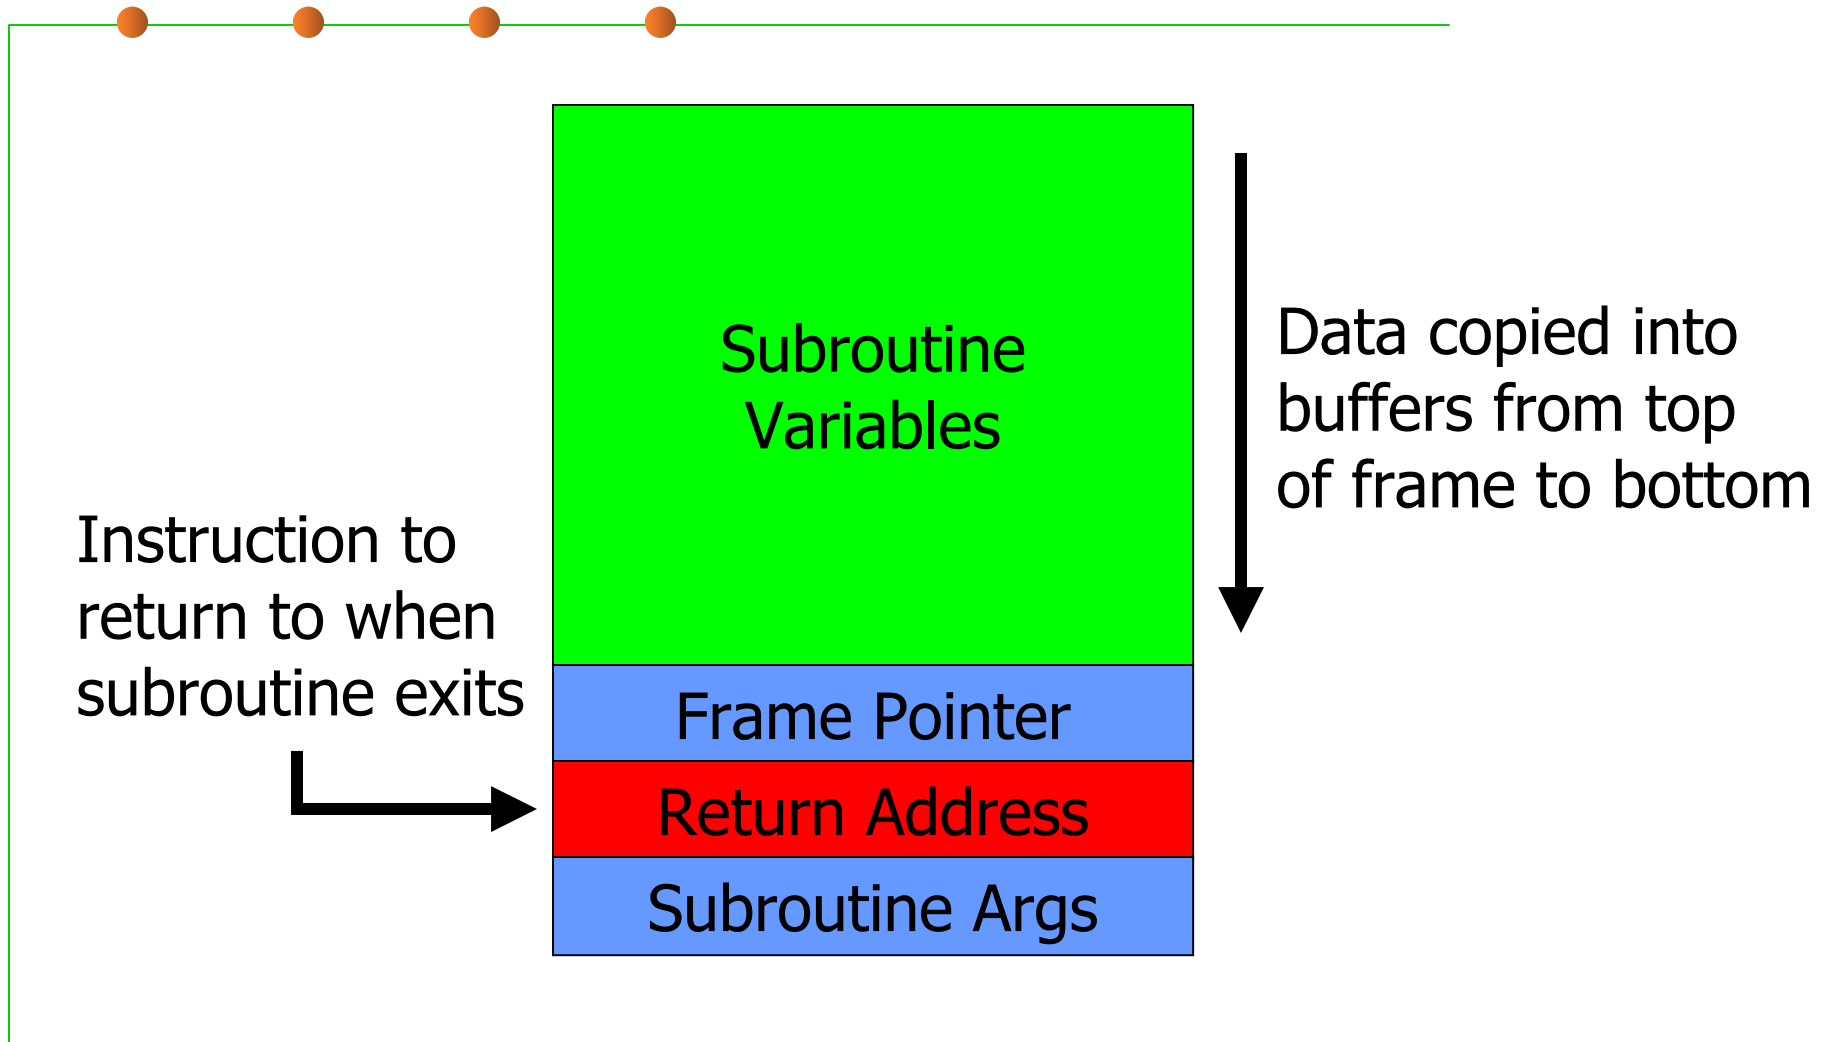 Subroutine
Variables
Data copied into
buffers from top
of frame to bottom
Instruction to
return to when
subroutine exits
Frame Pointer
Return Address
Subroutine Args